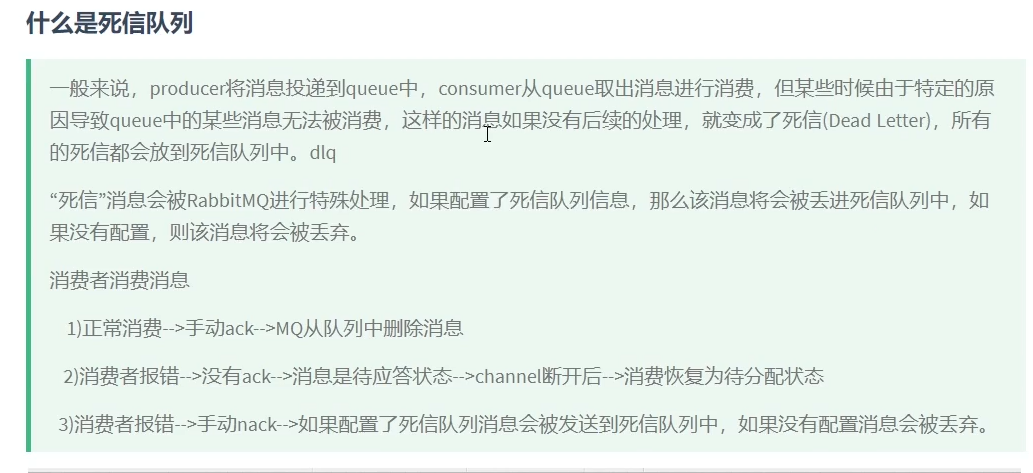 什么是死信队列
一般来说，producer将消息投递到queue中，consumer从queue取出消息进行消费，但某些时候由于特定的原
因导致queue中的某些消息无法被消费，这样的消息如果没有后续的处理，就变成了死信(Dead Letter)，所有
的死信都会放到死信队列中。dlq
“死信”消息会被RabbitMQ进行特殊处理，如果配置了死信队列信息，那么该消息将会被丢进死信队列中，如
果没有配置，则该消息将会被丢弃。
消费者消费消息
1)正常消费-->手动ack-->MQ从队列中删除消息
2)消费者报错-->没有ack-->消息是待应答状态-->channel断开后-->消费恢复为待分配状态
3)消费者报错-->手动nack-->如果配置了死信队列消息会被发送到死信队列中，如果没有配置消息会被丢弃。